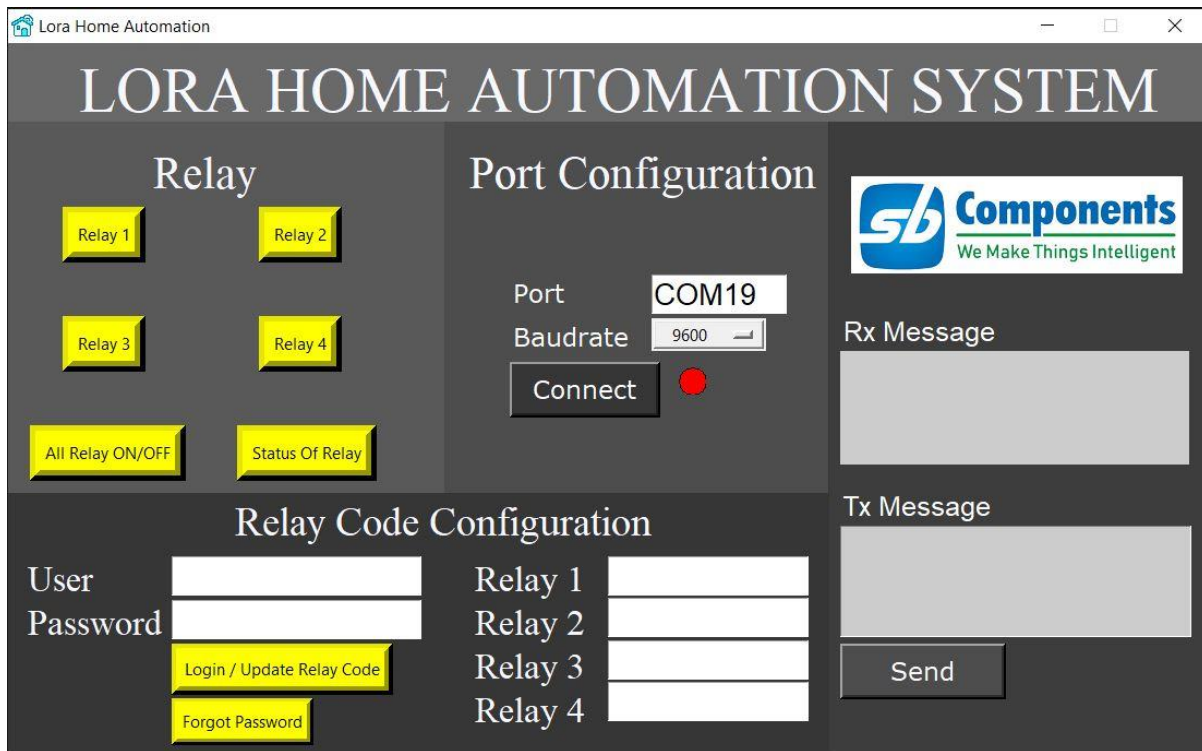 Lora Home Automation
LORA HOME AUTOMATION SYSTEM
Relay
Relay 1
Relay 2
Relay 3
Relay 4
All Relay ON/OFF
Status Of Relay
Port Configuration
Port COM19
Baudrate 9600
Connect
sb Components
We Make Things Intelligent
Rx Message
Tx Message
Send
Relay Code Configuration
User
Password
Login / Update Relay Code
Forgot Password
Relay 1
Relay 2
Relay 3
Relay 4